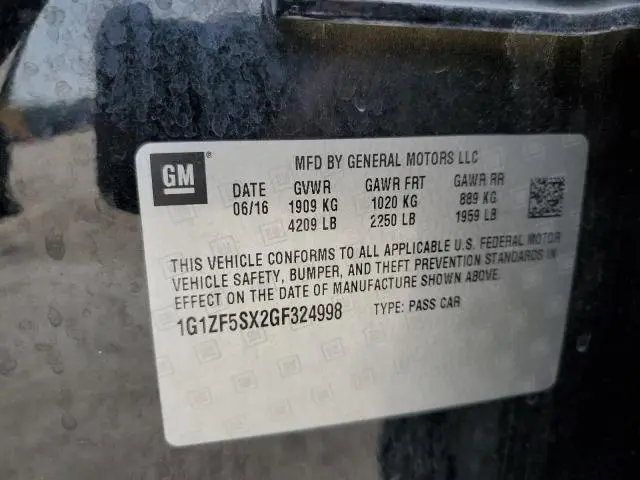 GM®
MFD BY GENERAL MOTORS LLC
DATE GVWR GAWR FRT GAWR RR
06/16 1909 KG 1020 KG 889 KG
4209 LB 2250 LB 1959 LB
THIS VEHICLE CONFORMS TO ALL APPLICABLE U.S. FEDERAL MOTOR
VEHICLE SAFETY, BUMPER, AND THEFT PREVENTION STANDARDS IN
EFFECT ON THE DATE OF MANUFACTURE SHOWN ABOVE.
1G1ZF5SX2GF324998 TYPE: PASS CAR